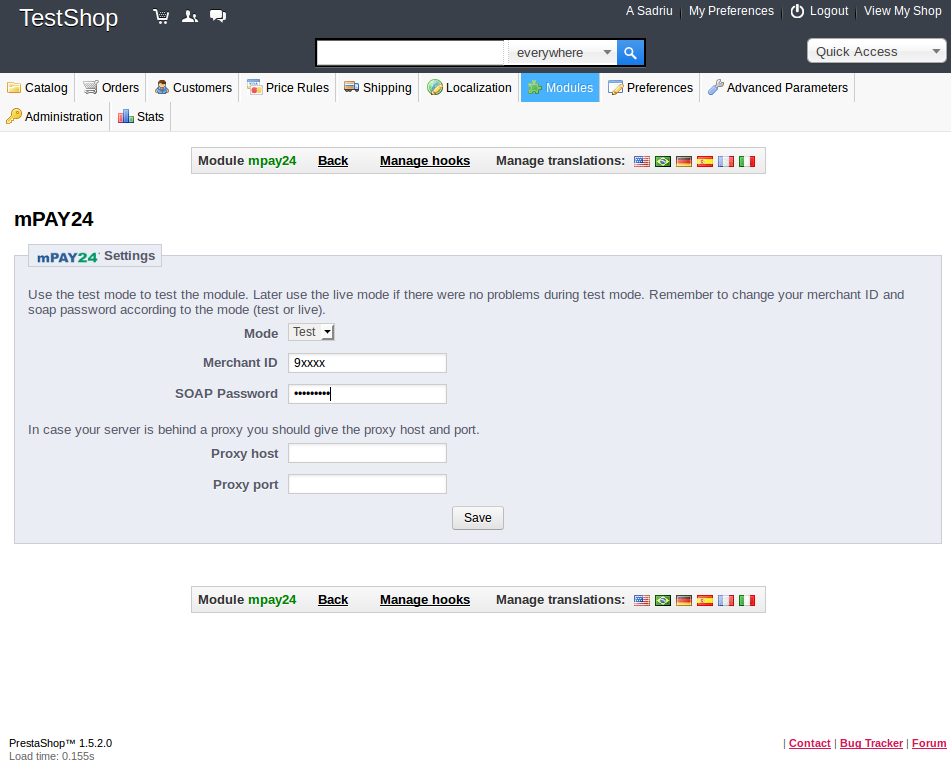 TestShop
A Sadriu | My Preferences | Logout | View My Shop
everywhere
Quick Access
Catalog Orders Customers Price Rules Shipping Localization Modules Preferences Advanced Parameters
Administration Stats
Module mpay24 Back Manage hooks Manage translations:
mPAY24
mPAY24 Settings
Use the test mode to test the module. Later use the live mode if there were no problems during test mode. Remember to change your merchant ID and
soap password according to the mode (test or live).
Mode Test
Merchant ID 9xxxx
SOAP Password •••••••••
In case your server is behind a proxy you should give the proxy host and port.
Proxy host
Proxy port
Save
Module mpay24 Back Manage hooks Manage translations:
PrestaShop™ 1.5.2.0
Load time: 0.155s
| Contact | Bug Tracker | Forum